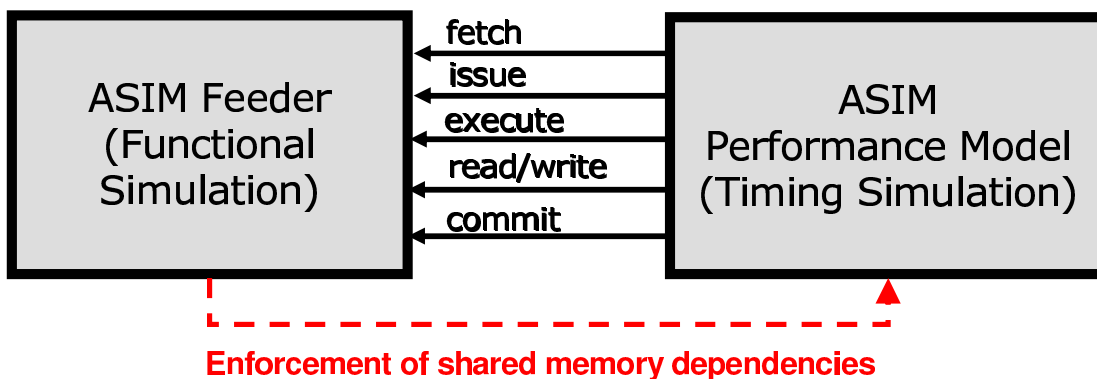 ASIM Feeder
(Functional
Simulation)
fetch
issue
execute
read/write
commit
ASIM
Performance Model
(Timing Simulation)
Enforcement of shared memory dependencies